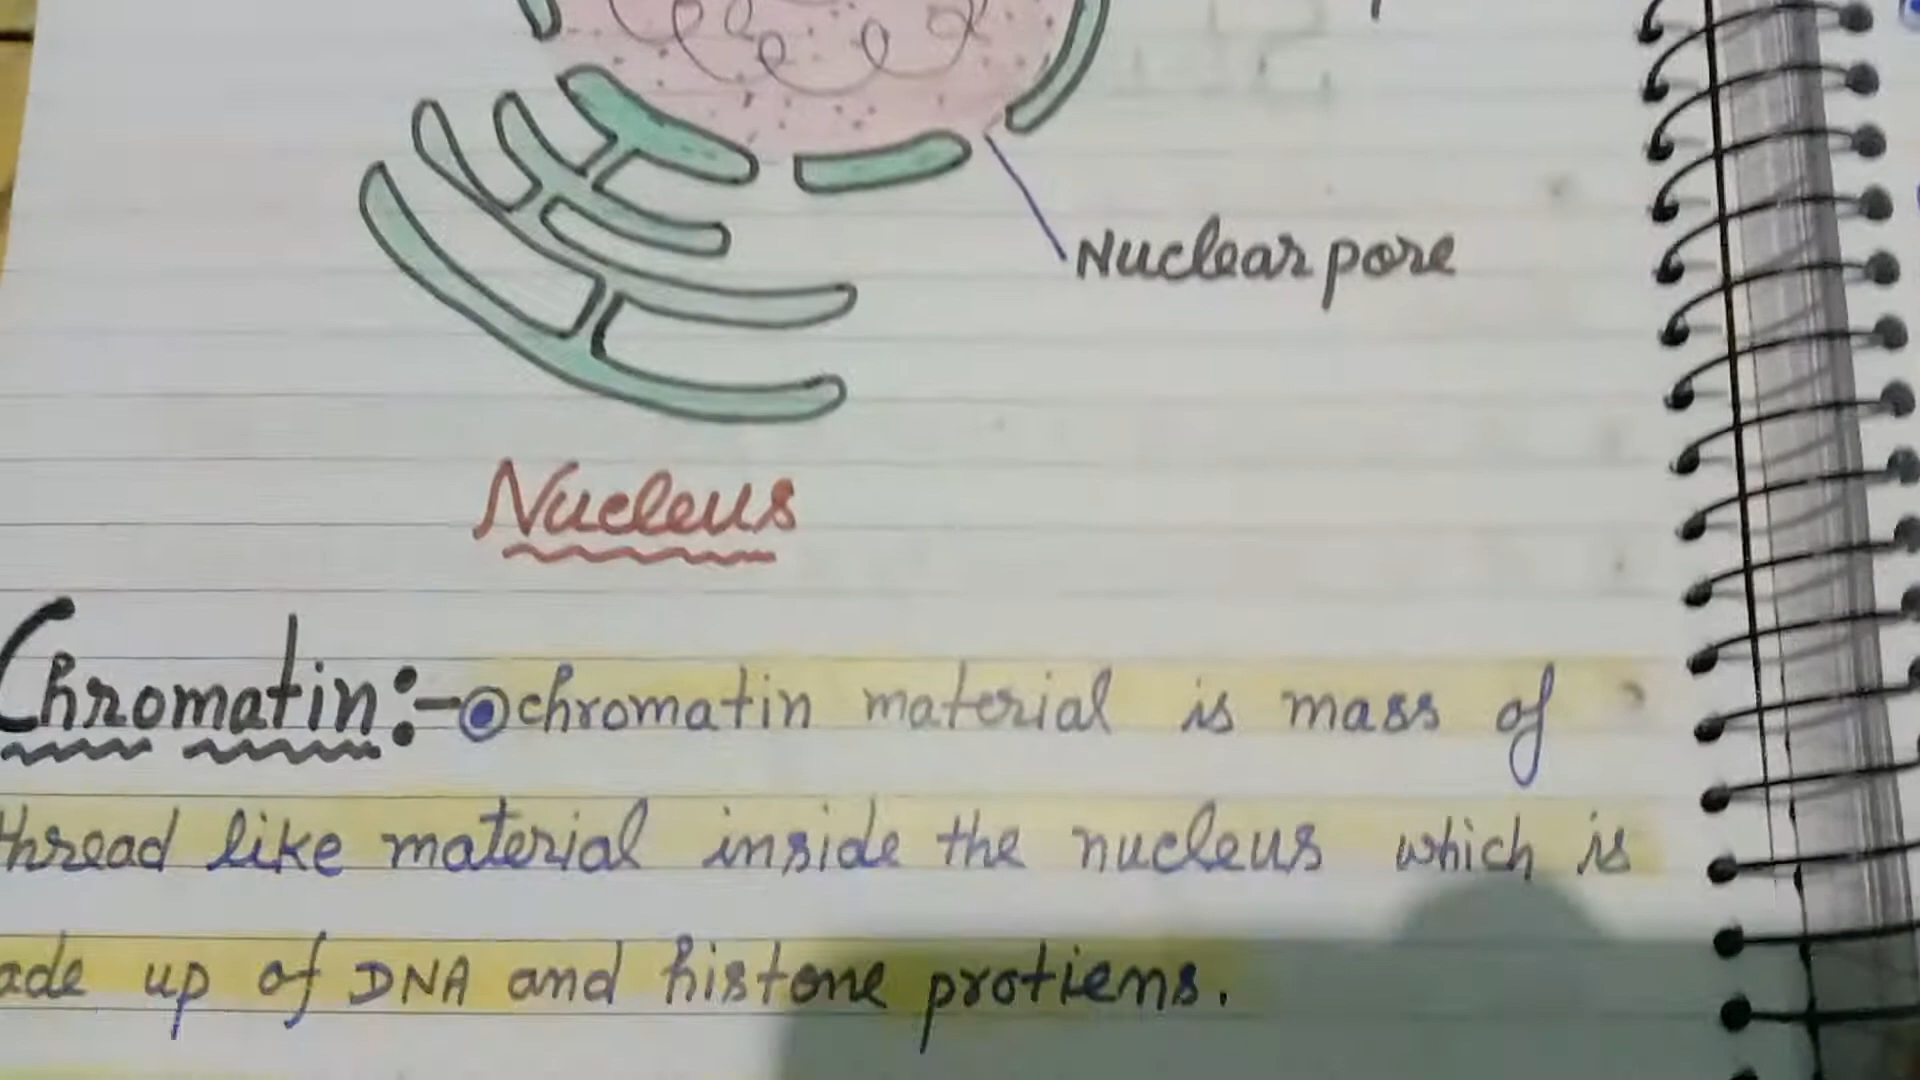 Nuclear pore
Nucleus
Chromatin:- chromatin material is mass of
thread like material inside the nucleus which is
ade up of DNA and histone protiens.